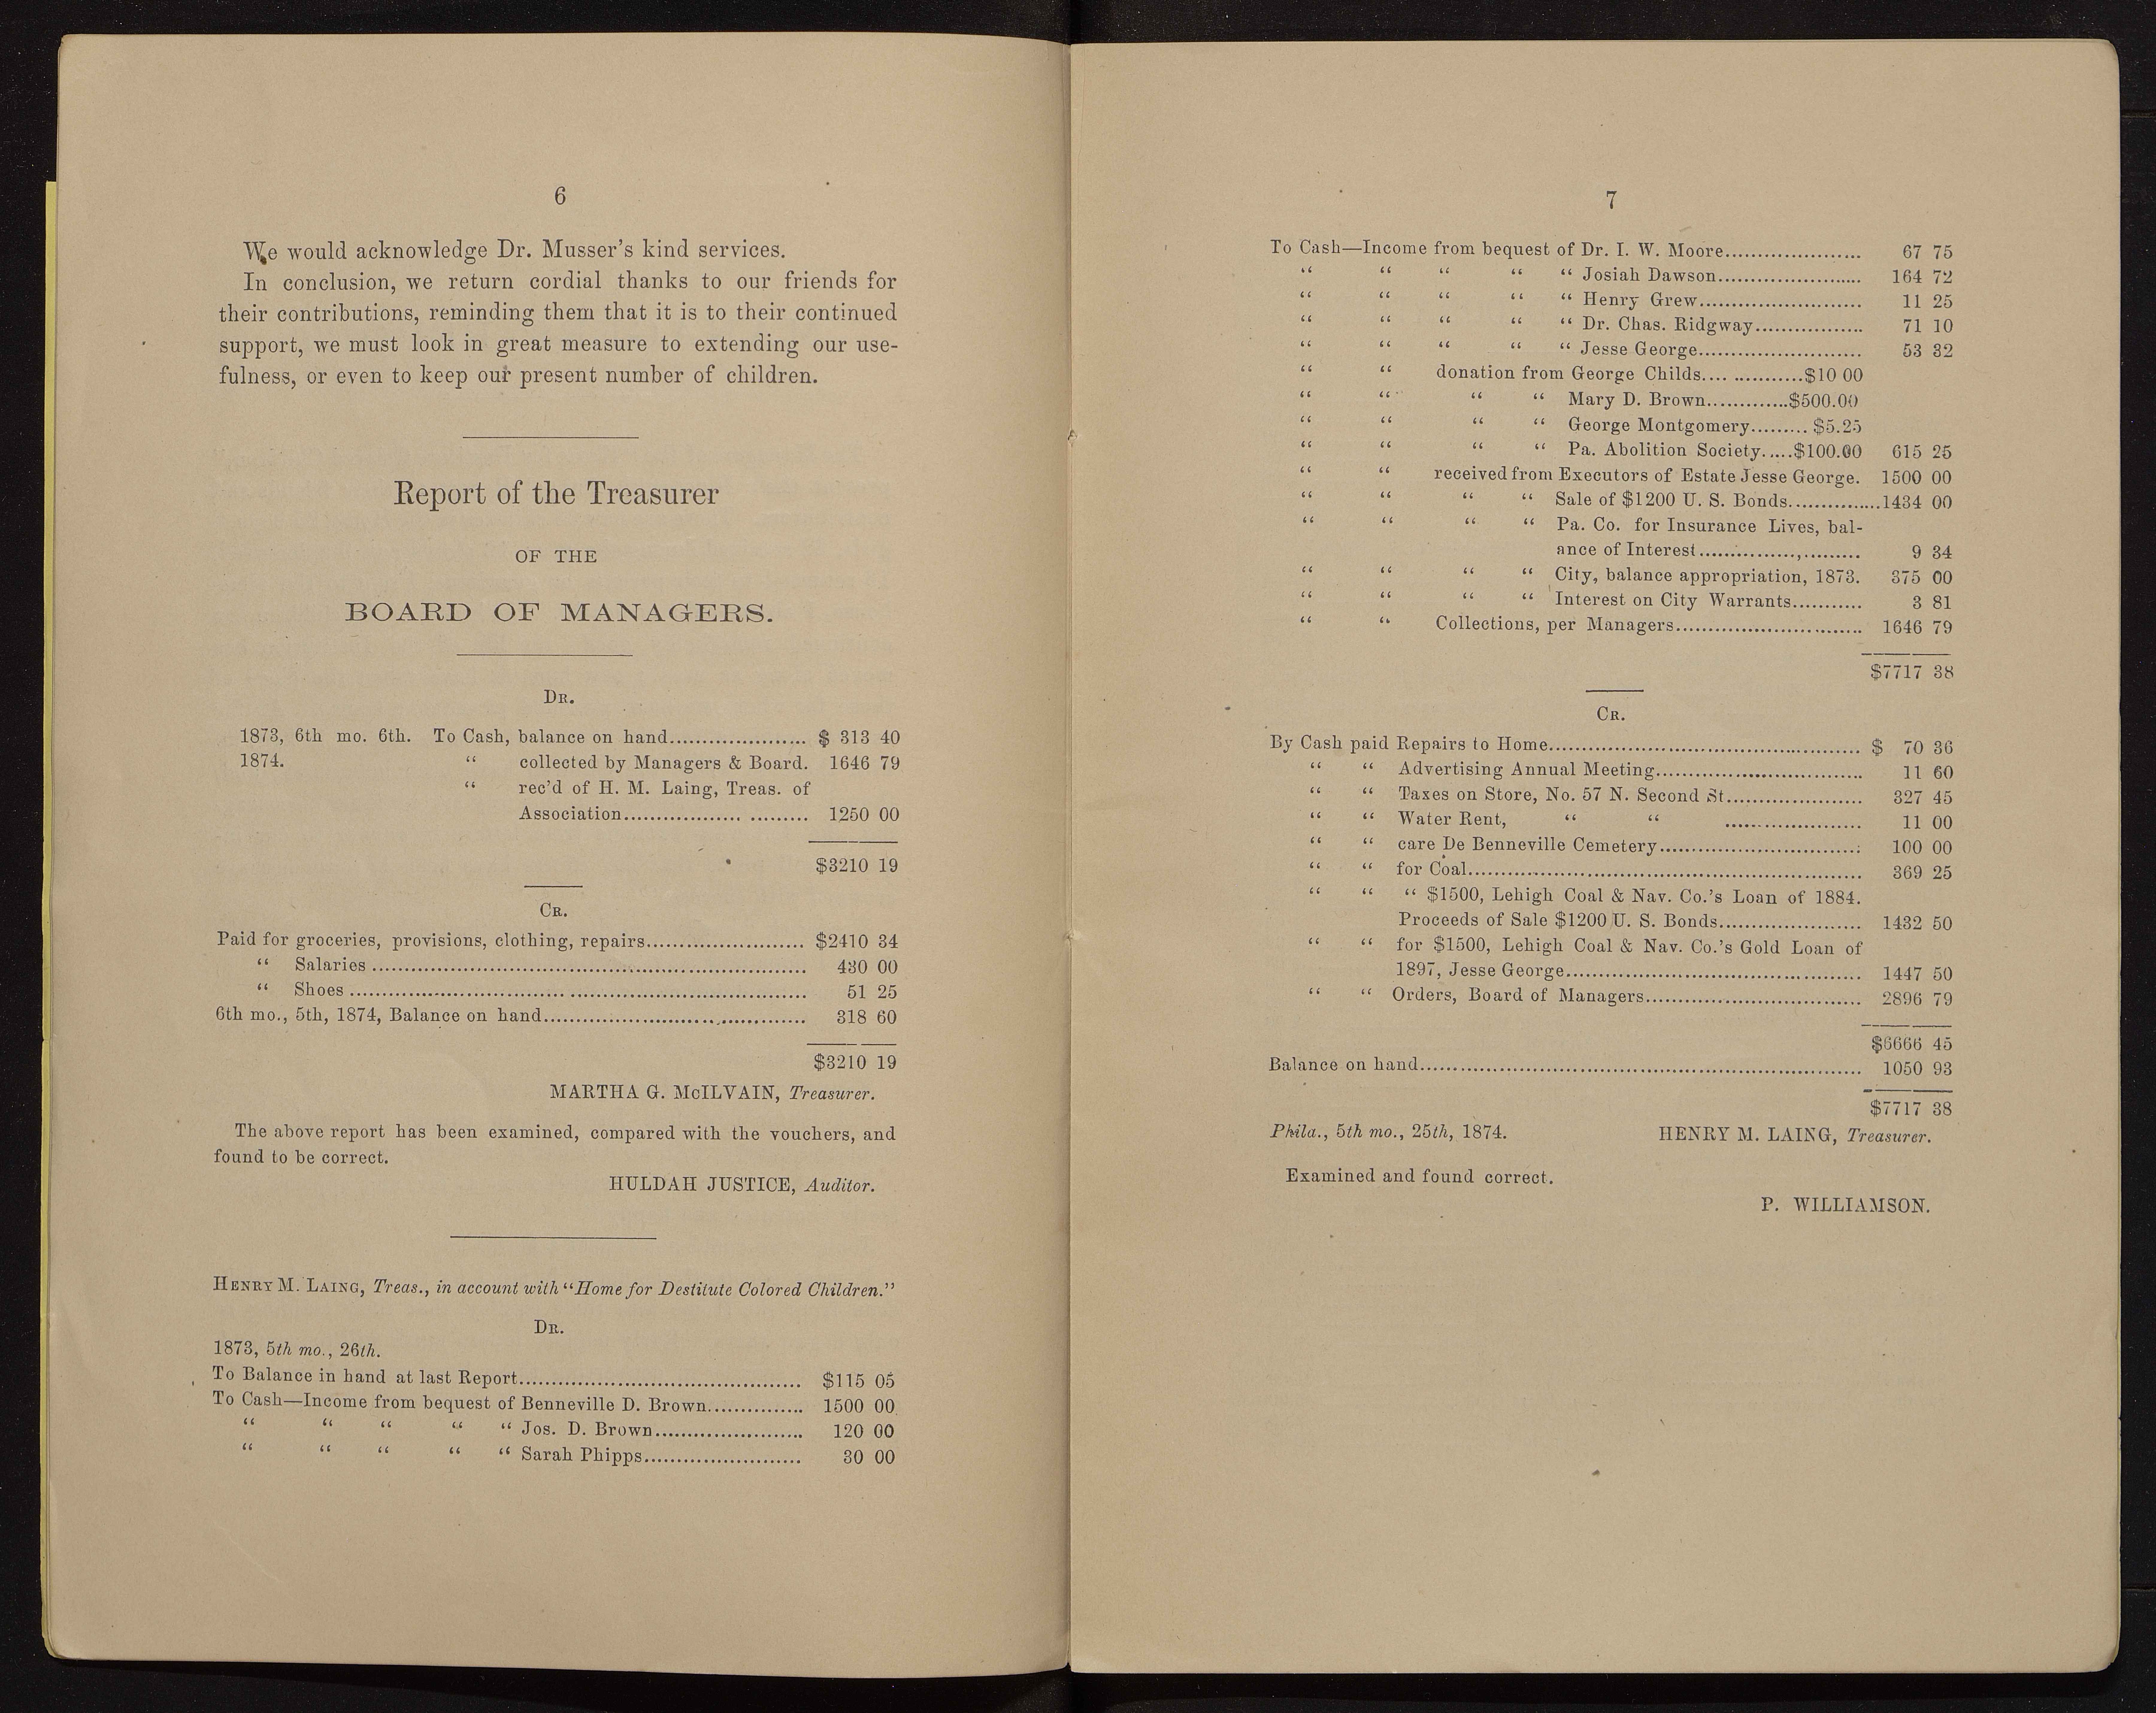 6
We would acknowledge Dr. Musser's kind services.
In conclusion, we return cordial thanks to our friends for
their contributions, reminding them that it is to their continued
support, we must look in great measure to extending our use-
fulness, or even to keep our present number of children.
Report of the Treasurer
OF THE
BOARD OF MANAGERS.
DR.
1873, 6th mo. 6th. To Cash, balance on hand..................... $ 313 40
1874. “ collected by Managers & Board. 1646 79
“ rec'd of H. M. Laing, Treas. of
Association.................. ......... 1250 00
$3210 19
CR.
Paid for groceries, provisions, clothing, repairs........................ $2410 34
“ Salaries .................................................................. 430 00
“ Shoes ..................................................................... 51 25
6th mo., 5th, 1874, Balance on hand........................................ 318 60
$3210 19
MARTHA G. McILVAIN, Treasurer.
The above report has been examined, compared with the vouchers, and
found to be correct.
HULDAH JUSTICE, Auditor.
HENRY M. LAING, Treas., in account with “Home for Destitute Colored Children.”
DR.
1873, 5th mo., 26th.
To Balance in hand at last Report........................................... $115 05
To Cash—Income from bequest of Benneville D. Brown............... 1500 00
“ “ “ “ “ Jos. D. Brown....................... 120 00
“ “ “ “ “ Sarah Phipps........................ 30 00
7
To Cash—Income from bequest of Dr. I. W. Moore..................... 67 75
“ “ “ “ “ Josiah Dawson...................... 164 72
“ “ “ “ “ Henry Grew......................... 11 25
“ “ “ “ “ Dr. Chas. Ridgway................. 71 10
“ “ “ “ “ Jesse George......................... 53 32
“ “ donation from George Childs.... ...........$10 00
“ “ “ “ Mary D. Brown.............$500.00
“ “ “ “ George Montgomery......... $5.25
“ “ “ “ Pa. Abolition Society.....$100.00 615 25
“ “ received from Executors of Estate Jesse George. 1500 00
“ “ “ “ Sale of $1200 U. S. Bonds...............1434 00
“ “ “ “ Pa. Co. for Insurance Lives, bal-
ance of Interest......................... 9 34
“ “ “ “ City, balance appropriation, 1873. 375 00
“ “ “ “ Interest on City Warrants........... 3 81
“ “ Collections, per Managers............................. 1646 79
$7717 38
CR.
By Cash paid Repairs to Home................................................ $ 70 36
“ “ Advertising Annual Meeting................................ 11 60
“ “ Taxes on Store, No. 57 N. Second St..................... 327 45
“ “ Water Rent, “ “ ..................... 11 00
“ “ care De Benneville Cemetery............................... 100 00
“ “ for Coal............................................................. 369 25
“ “ “ $1500, Lehigh Coal & Nav. Co.'s Loan of 1884.
Proceeds of Sale $1200 U. S. Bonds...................... 1432 50
“ “ for $1500, Lehigh Coal & Nav. Co.'s Gold Loan of
1897, Jesse George.............................................. 1447 50
“ “ Orders, Board of Managers................................. 2896 79
$6666 45
Balance on hand.................................................................... 1050 93
$7717 38
Phila., 5th mo., 25th, 1874. HENRY M. LAING, Treasurer.
Examined and found correct.
P. WILLIAMSON.